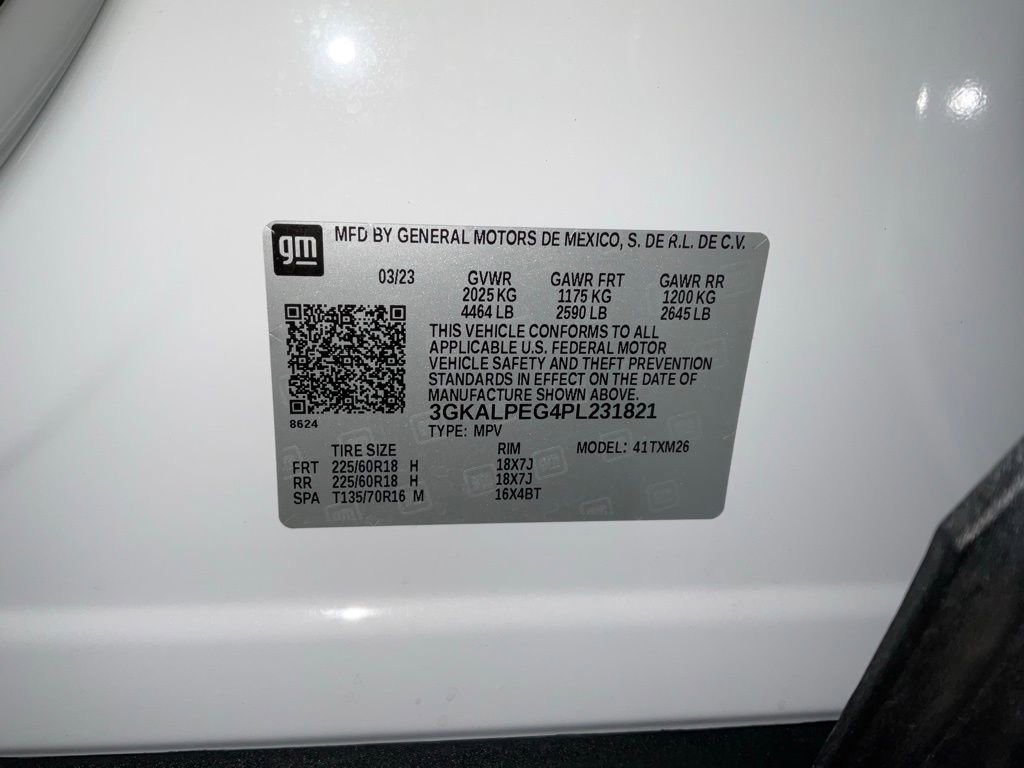 gm MFD BY GENERAL MOTORS DE MEXICO, S. DE R.L. DE C.V.
03/23 GVWR GAWR FRT GAWR RR
2025 KG 1175 KG 1200 KG
4464 LB 2590 LB 2645 LB
THIS VEHICLE CONFORMS TO ALL
APPLICABLE U.S. FEDERAL MOTOR
VEHICLE SAFETY AND THEFT PREVENTION
STANDARDS IN EFFECT ON THE DATE OF
MANUFACTURE SHOWN ABOVE.
3GKALPEG4PL231821
8624
TYPE: MPV
TIRE SIZE RIM MODEL: 41TXM26
FRT 225/60R18 H 18X7J
RR 225/60R18 H 18X7J
SPA T135/70R16 M 16X4BT